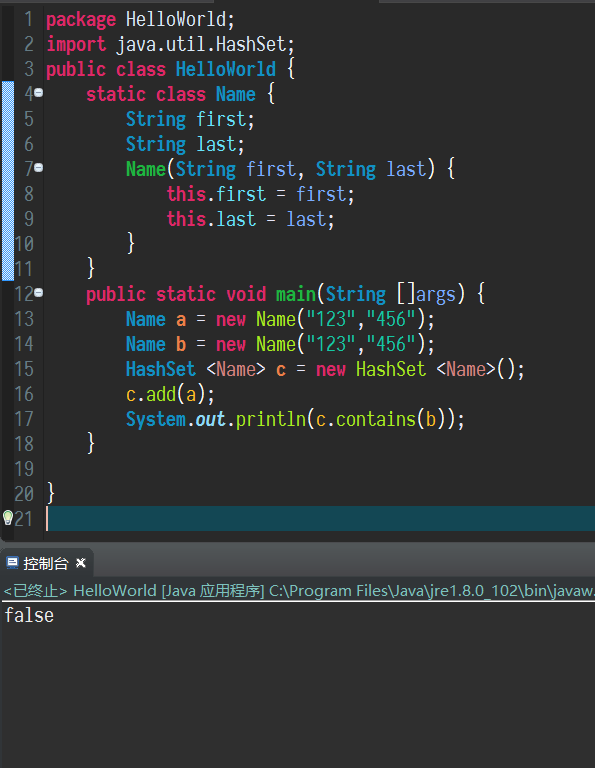 1 package HelloWorld;
2 import java.util.HashSet;
3 public class HelloWorld {
4 static class Name {
5 String first;
6 String last;
7 Name(String first, String last) {
8 this.first = first;
9 this.last = last;
10 }
11 }
12 public static void main(String []args) {
13 Name a = new Name("123","456");
14 Name b = new Name("123","456");
15 HashSet <Name> c = new HashSet <Name>();
16 c.add(a);
17 System.out.println(c.contains(b));
18 }
19
20 }
21
控制台
<已终止> HelloWorld [Java 应用程序] C:\Program Files\Java\jre1.8.0_102\bin\javaw.
false